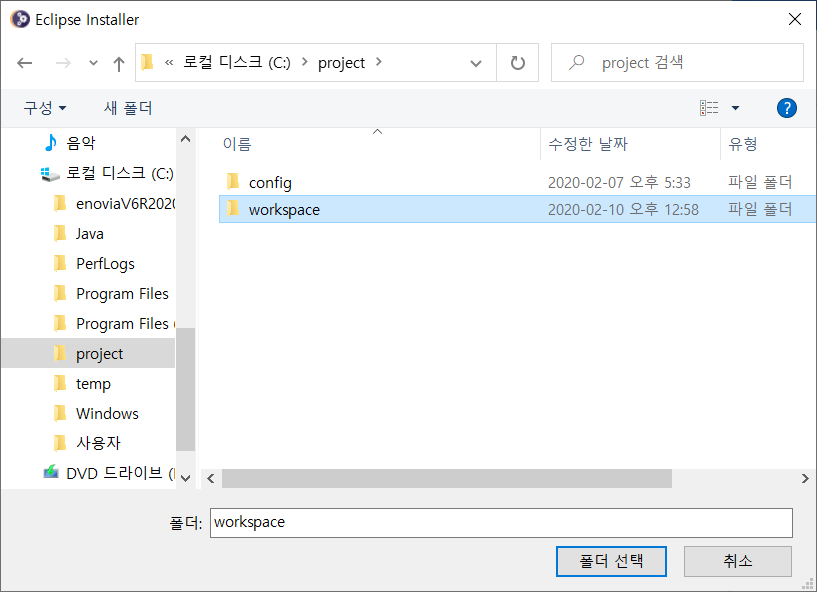 Eclipse Installer
« 로컬 디스크 (C:) > project >
project 검색
구성
새 폴더
?
음악
로컬 디스크 (C:)
enoviaV6R2020
Java
PerfLogs
Program Files
Program Files (
project
temp
Windows
사용자
DVD 드라이브 (
이름 수정한 날짜 유형
config 2020-02-07 오후 5:33 파일 폴더
workspace 2020-02-10 오후 12:58 파일 폴더
폴더: workspace
폴더 선택 취소